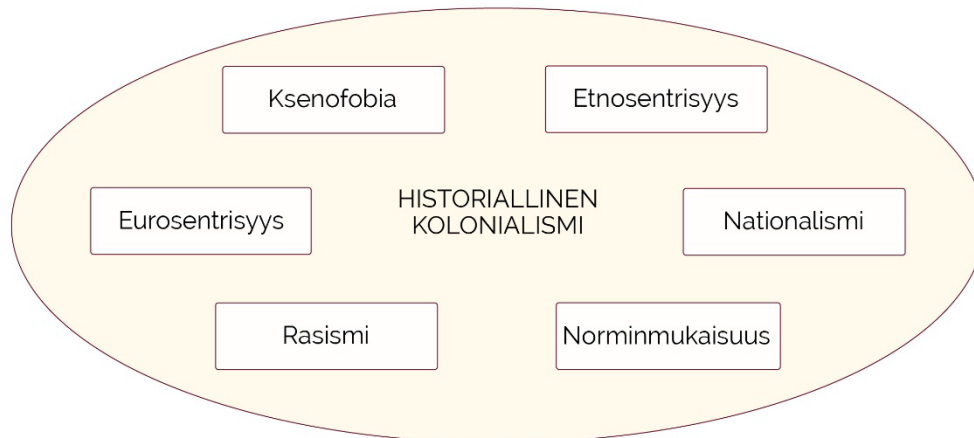 Ksenofobia
Etnosentrisyys
Eurosentrisyys
HISTORIALLINEN
KOLONIALISMI
Nationalismi
Rasismi
Norminmukaisuus